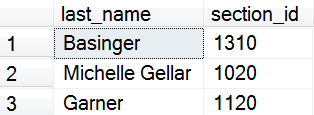 last_name section_id
1 Basinger 1310
2 Michelle Gellar 1020
3 Garner 1120